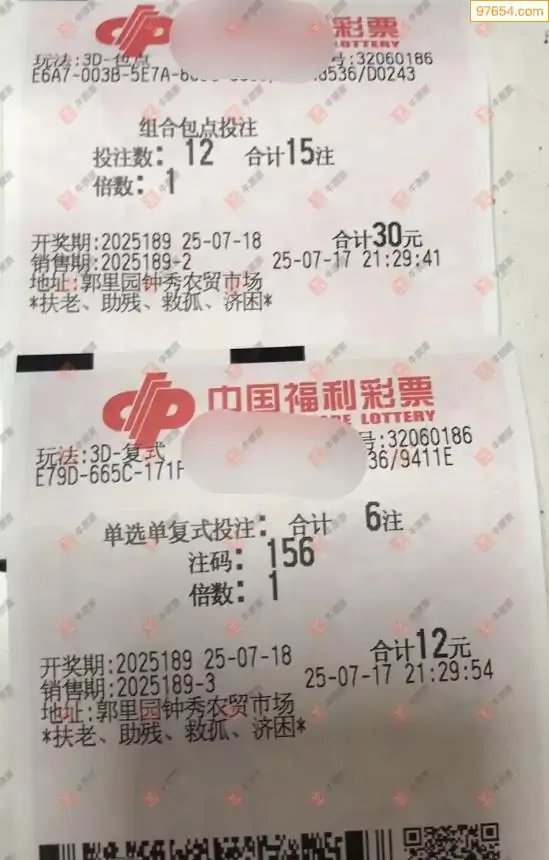 97654.com
彩票
LOTTERY
玩法:3D-包点
号:32060186
E6A7-003B-5E7A-
536/D0243
组合包点投注
投注数: 12 合计15注
倍数: 1
开奖期:2025189 25-07-18 合计30元
销售期:2025189-2 25-07-17 21:29:41
地址:郭里园钟秀农贸市场
*扶老、助残、救孤、济困*
中国福利彩票
LOTTERY
玩法:3D-复式
号:32060186
E79D-665C-171F
36/9411E
单选单复式投注: 合计 6注
注码: 156
倍数: 1
开奖期:2025189 25-07-18 合计12元
销售期:2025189-3 25-07-17 21:29:54
地址:郭里园钟秀农贸市场
*扶老、助残、救孤、济困*